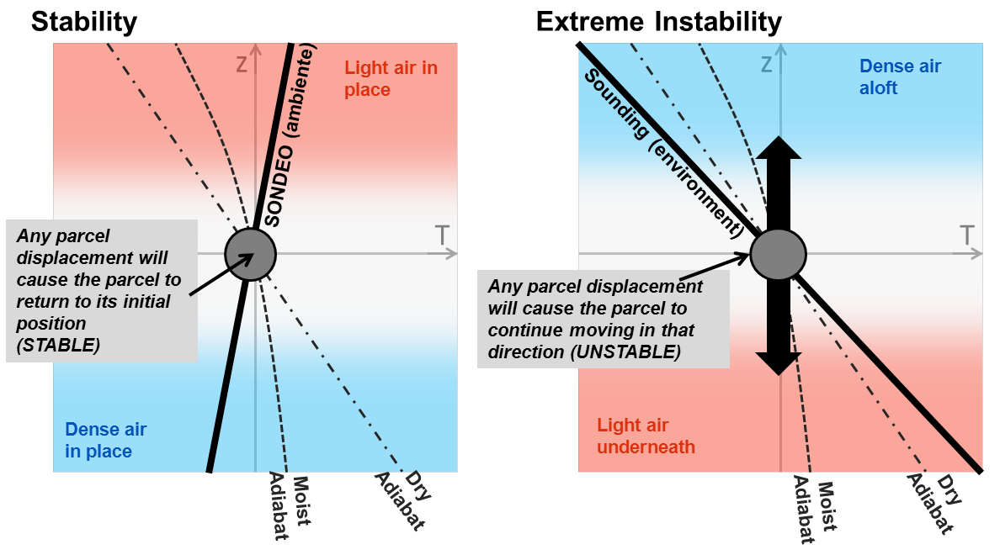 Stability
Z
SONDEO (ambiente)
Light air in
place
T
Any parcel
displacement will
cause the parcel to
return to its initial
position
(STABLE)
Dense air
in place
Moist
Adiabat
Dry
Adiabat
Extreme Instability
Z
Sounding (environment)
Dense air
aloft
T
Any parcel displacement
will cause the parcel to
continue moving in that
direction (UNSTABLE)
Light air
underneath
Moist
Adiabat
Dry
Adiabat